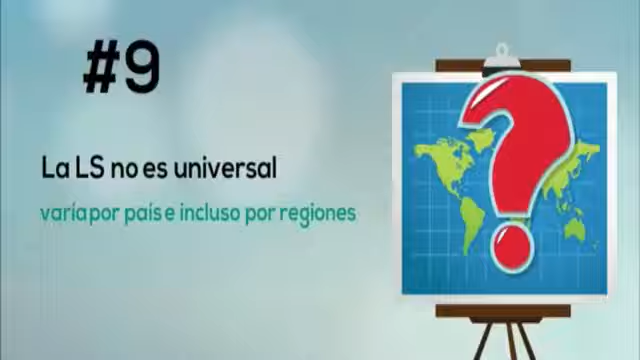 #9
La LS no es universal
varía por país e incluso por regiones